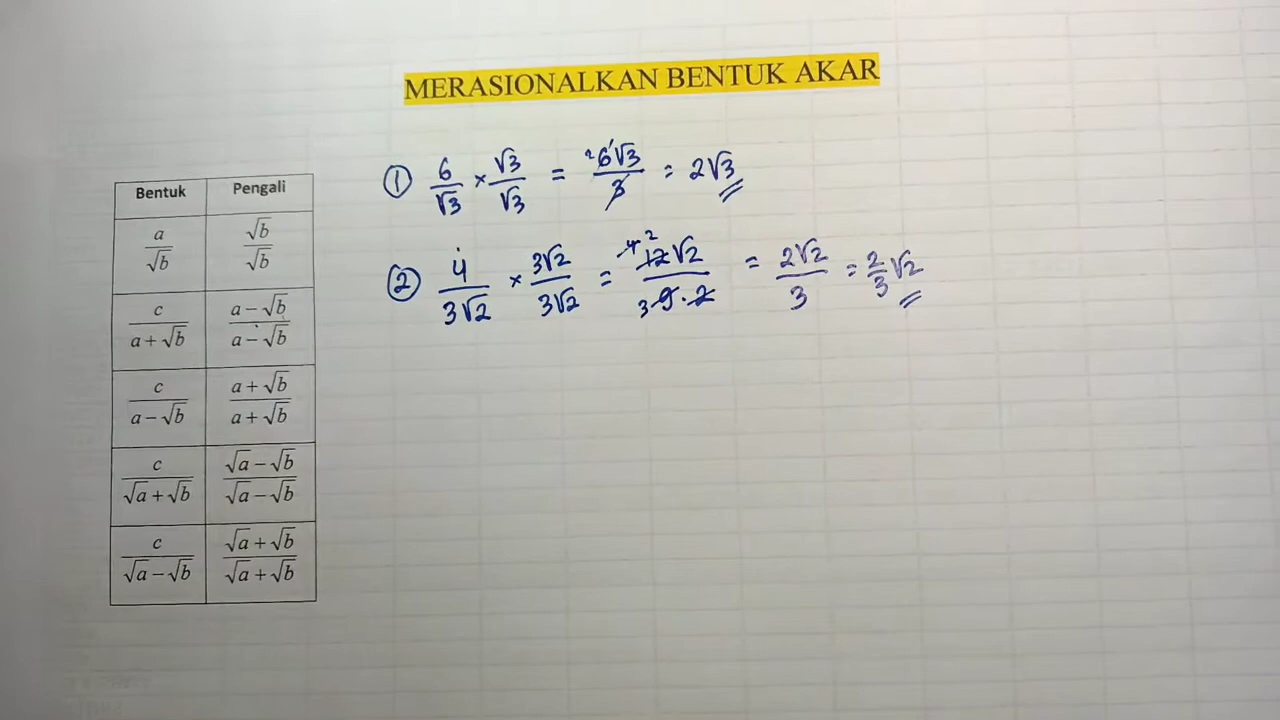 MERASIONALKAN BENTUK AKAR
① 6/√3 × √3/√3 = 6√3/3 = 2√3
② 4/3√2 × 3√2/3√2 = 12√2/9·2 = 2√2/3 = 2/3 √2
Bentuk Pengali
a/√b √b/√b
c/a + √b a − √b/a − √b
c/a − √b a + √b/a + √b
c/√a + √b √a − √b/√a − √b
c/√a − √b √a + √b/√a + √b